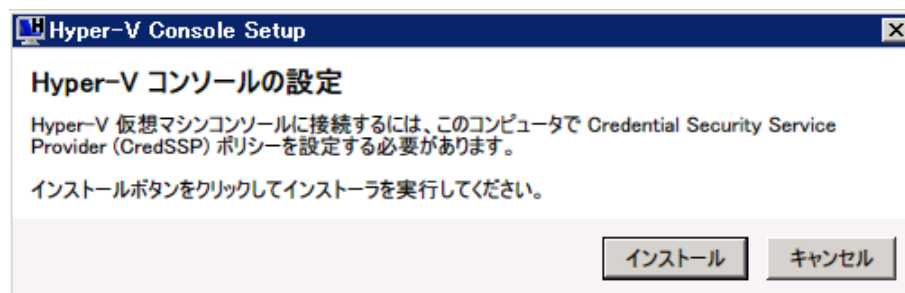 Hyper-V Console Setup
Hyper-V コンソールの設定
Hyper-V 仮想マシンコンソールに接続するには、このコンピュータで Credential Security Service
Provider (CredSSP) ポリシーを設定する必要があります。
インストールボタンをクリックしてインストーラを実行してください。
インストール キャンセル